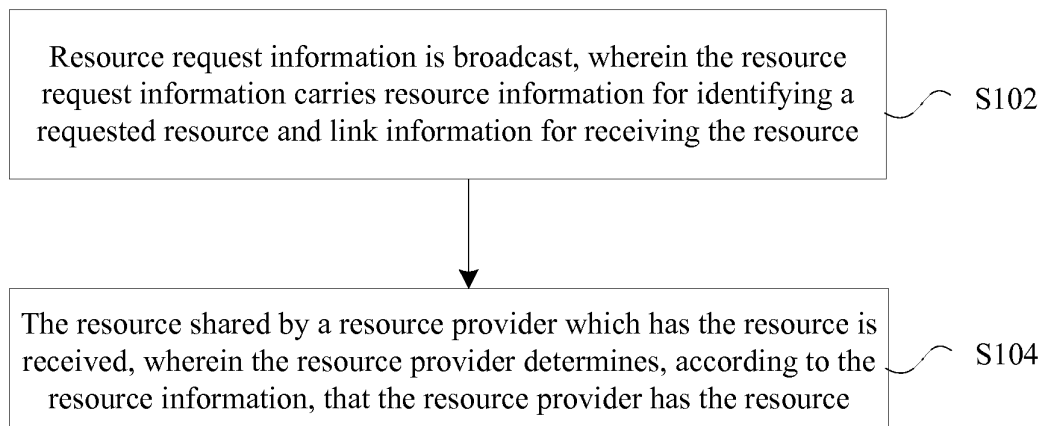 Resource request information is broadcast, wherein the resource
request information carries resource information for identifying a
requested resource and link information for receiving the resource
S102
The resource shared by a resource provider which has the resource is
received, wherein the resource provider determines, according to the
resource information, that the resource provider has the resource
S104